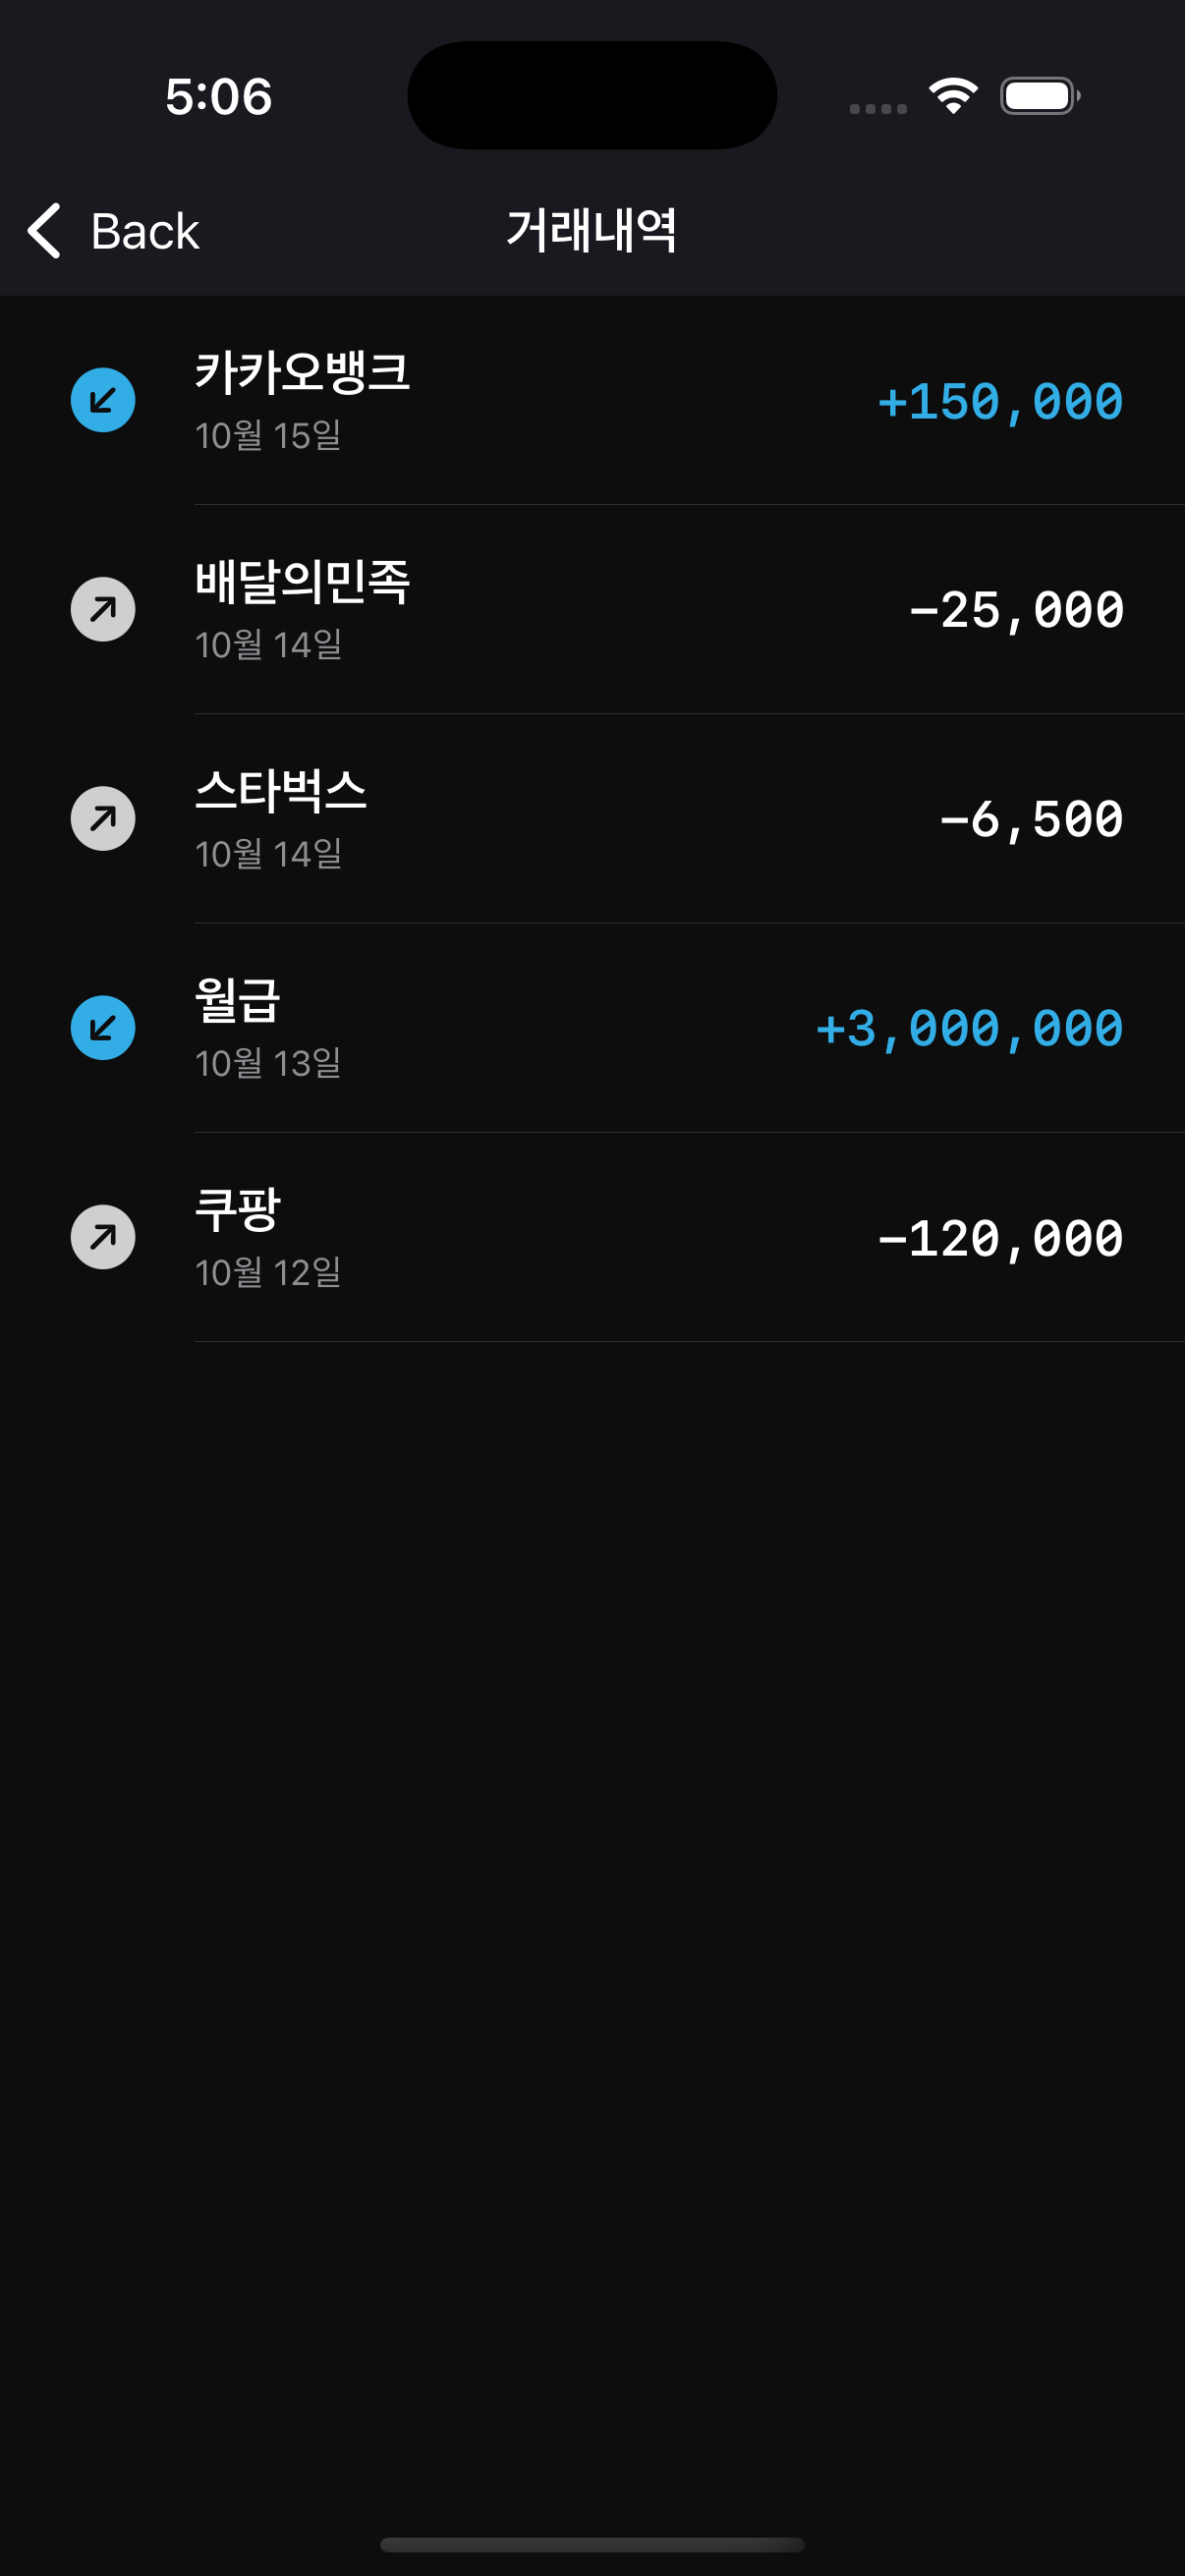 5:06
Back
거래내역
카카오뱅크
+150,000
10월 15일
배달의민족
-25,000
10월 14일
스타벅스
-6,500
10월 14일
월급
+3,000,000
10월 13일
쿠팡
-120,000
10월 12일